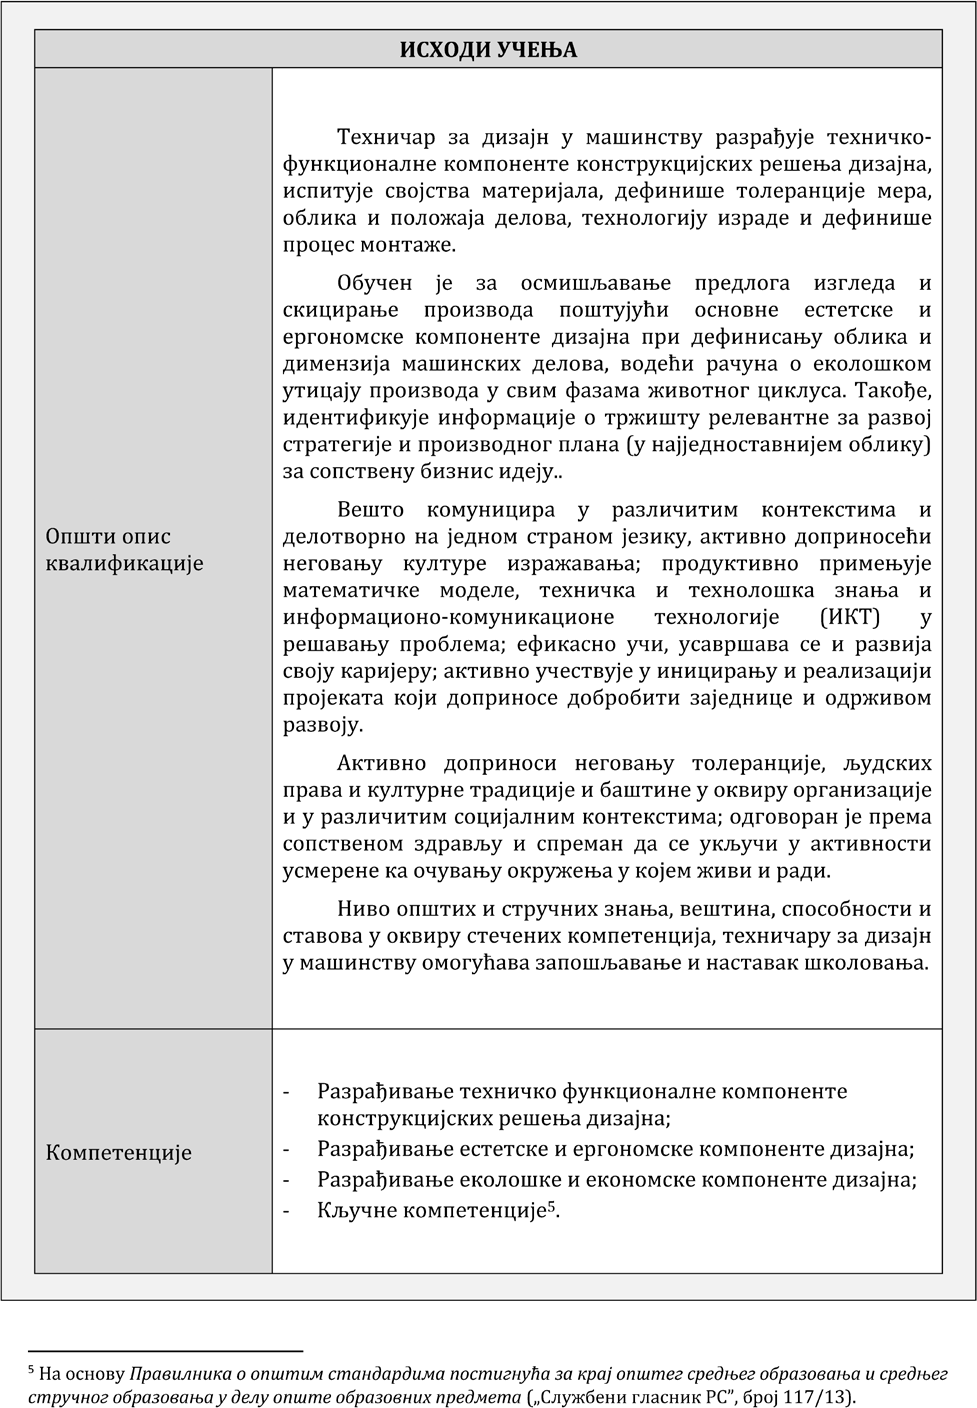 ИСХОДИ УЧЕЊА
Општи опис
квалификације
Техничар за дизајн у машинству разрађује техничко-
функционалне компоненте конструкцијских решења дизајна,
испитује својства материјала, дефинише толеранције мера,
облика и положаја делова, технологију израде и дефинише
процес монтаже.
Обучен је за осмишљавање предлога изгледа и
скицирање производа поштујући основне естетске и
ергономске компоненте дизајна при дефинисању облика и
димензија машинских делова, водећи рачуна о еколошком
утицају производа у свим фазама животног циклуса. Такође,
идентификује информације о тржишту релевантне за развој
стратегије и производног плана (у најједноставнијем облику)
за сопствену бизнис идеју..
Вешто комуницира у различитим контекстима и
делотворно на једном страном језику, активно доприносећи
неговању културе изражавања; продуктивно примењује
математичке моделе, техничка и технолошка знања и
информационо-комуникационе технологије (ИКТ) у
решавању проблема; ефикасно учи, усавршава се и развија
своју каријеру; активно учествује у иницирању и реализацији
пројеката који доприносе добробити заједнице и одрживом
развоју.
Активно доприноси неговању толеранције, људских
права и културне традиције и баштине у оквиру организације
и у различитим социјалним контекстима; одговоран је према
сопственом здрављу и спреман да се укључи у активности
усмерене ка очувању окружења у којем живи и ради.
Ниво општих и стручних знања, вештина, способности и
ставова у оквиру стечених компетенција, техничару за дизајн
у машинству омогућава запошљавање и наставак школовања.
Компетенције
- Разрађивање техничко функционалне компоненте
конструкцијских решења дизајна;
- Разрађивање естетске и ергономске компоненте дизајна;
- Разрађивање еколошке и економске компоненте дизајна;
- Кључне компетенције⁵.
⁵ На основу Правилника о општим стандардима постигнућа за крај општег средњег образовања и средњег
стручног образовања у делу опште образовних предмета („Службени гласник РС”, број 117/13).